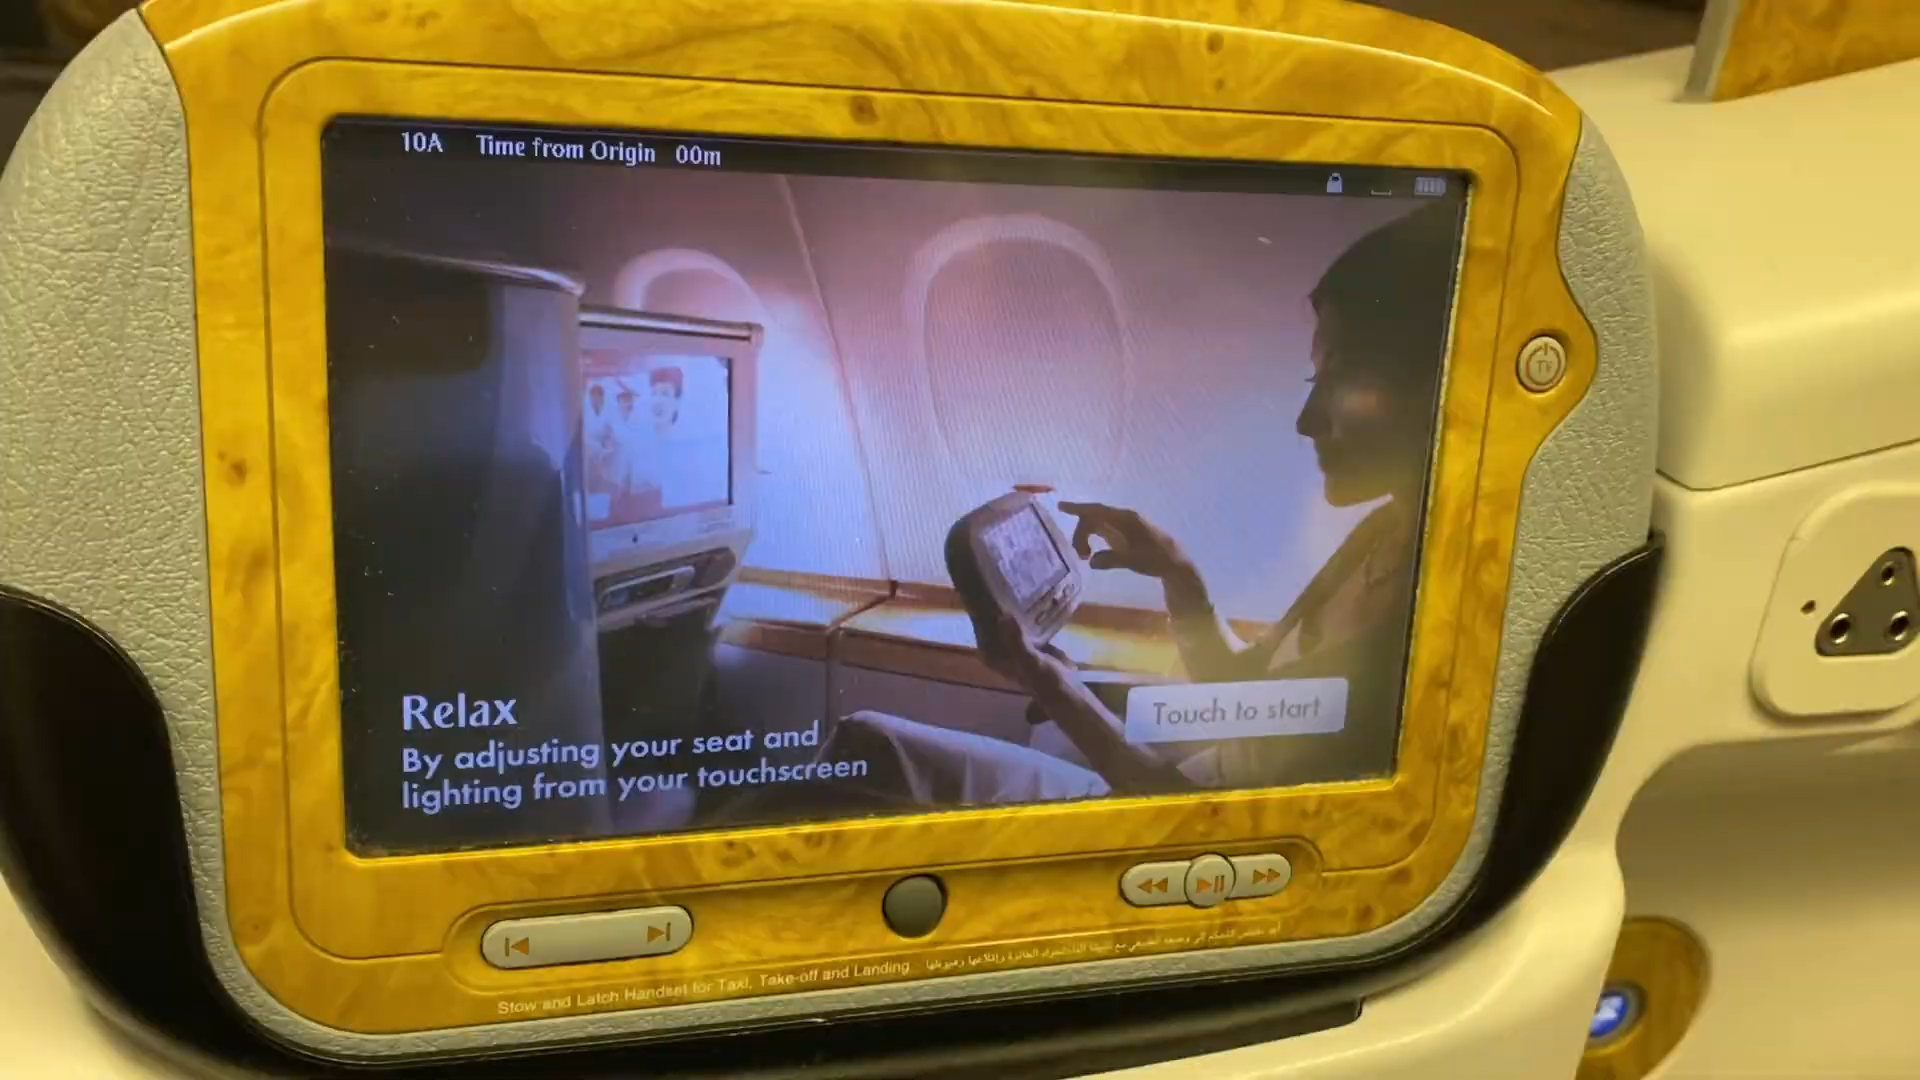 10A Time from Origin 00m
Relax
By adjusting your seat and
lighting from your touchscreen
Touch to start
TV
Stow and Latch Handset for Taxi, Take-off and Landing